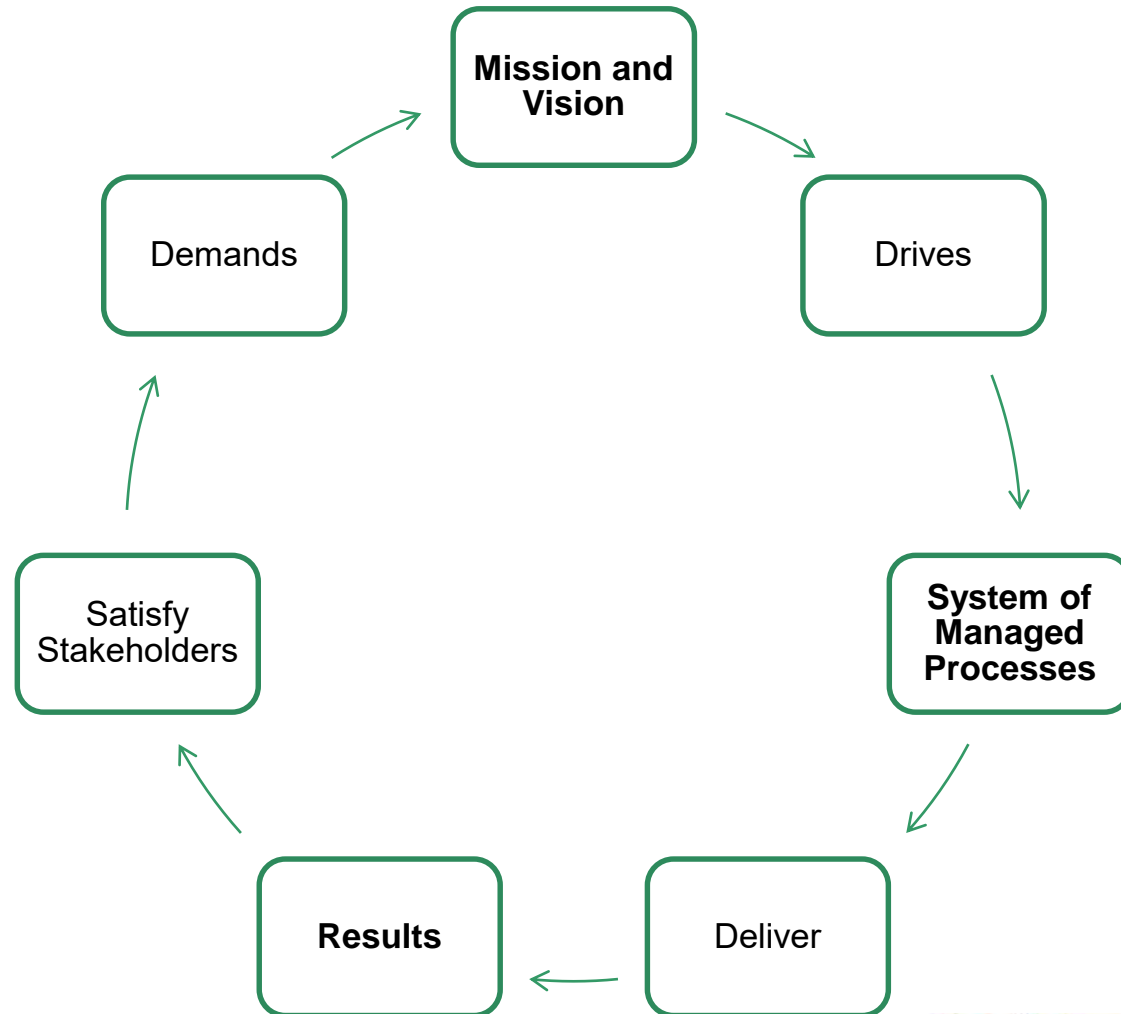 Mission and
Vision
Drives
System of
Managed
Processes
Deliver
Results
Satisfy
Stakeholders
Demands